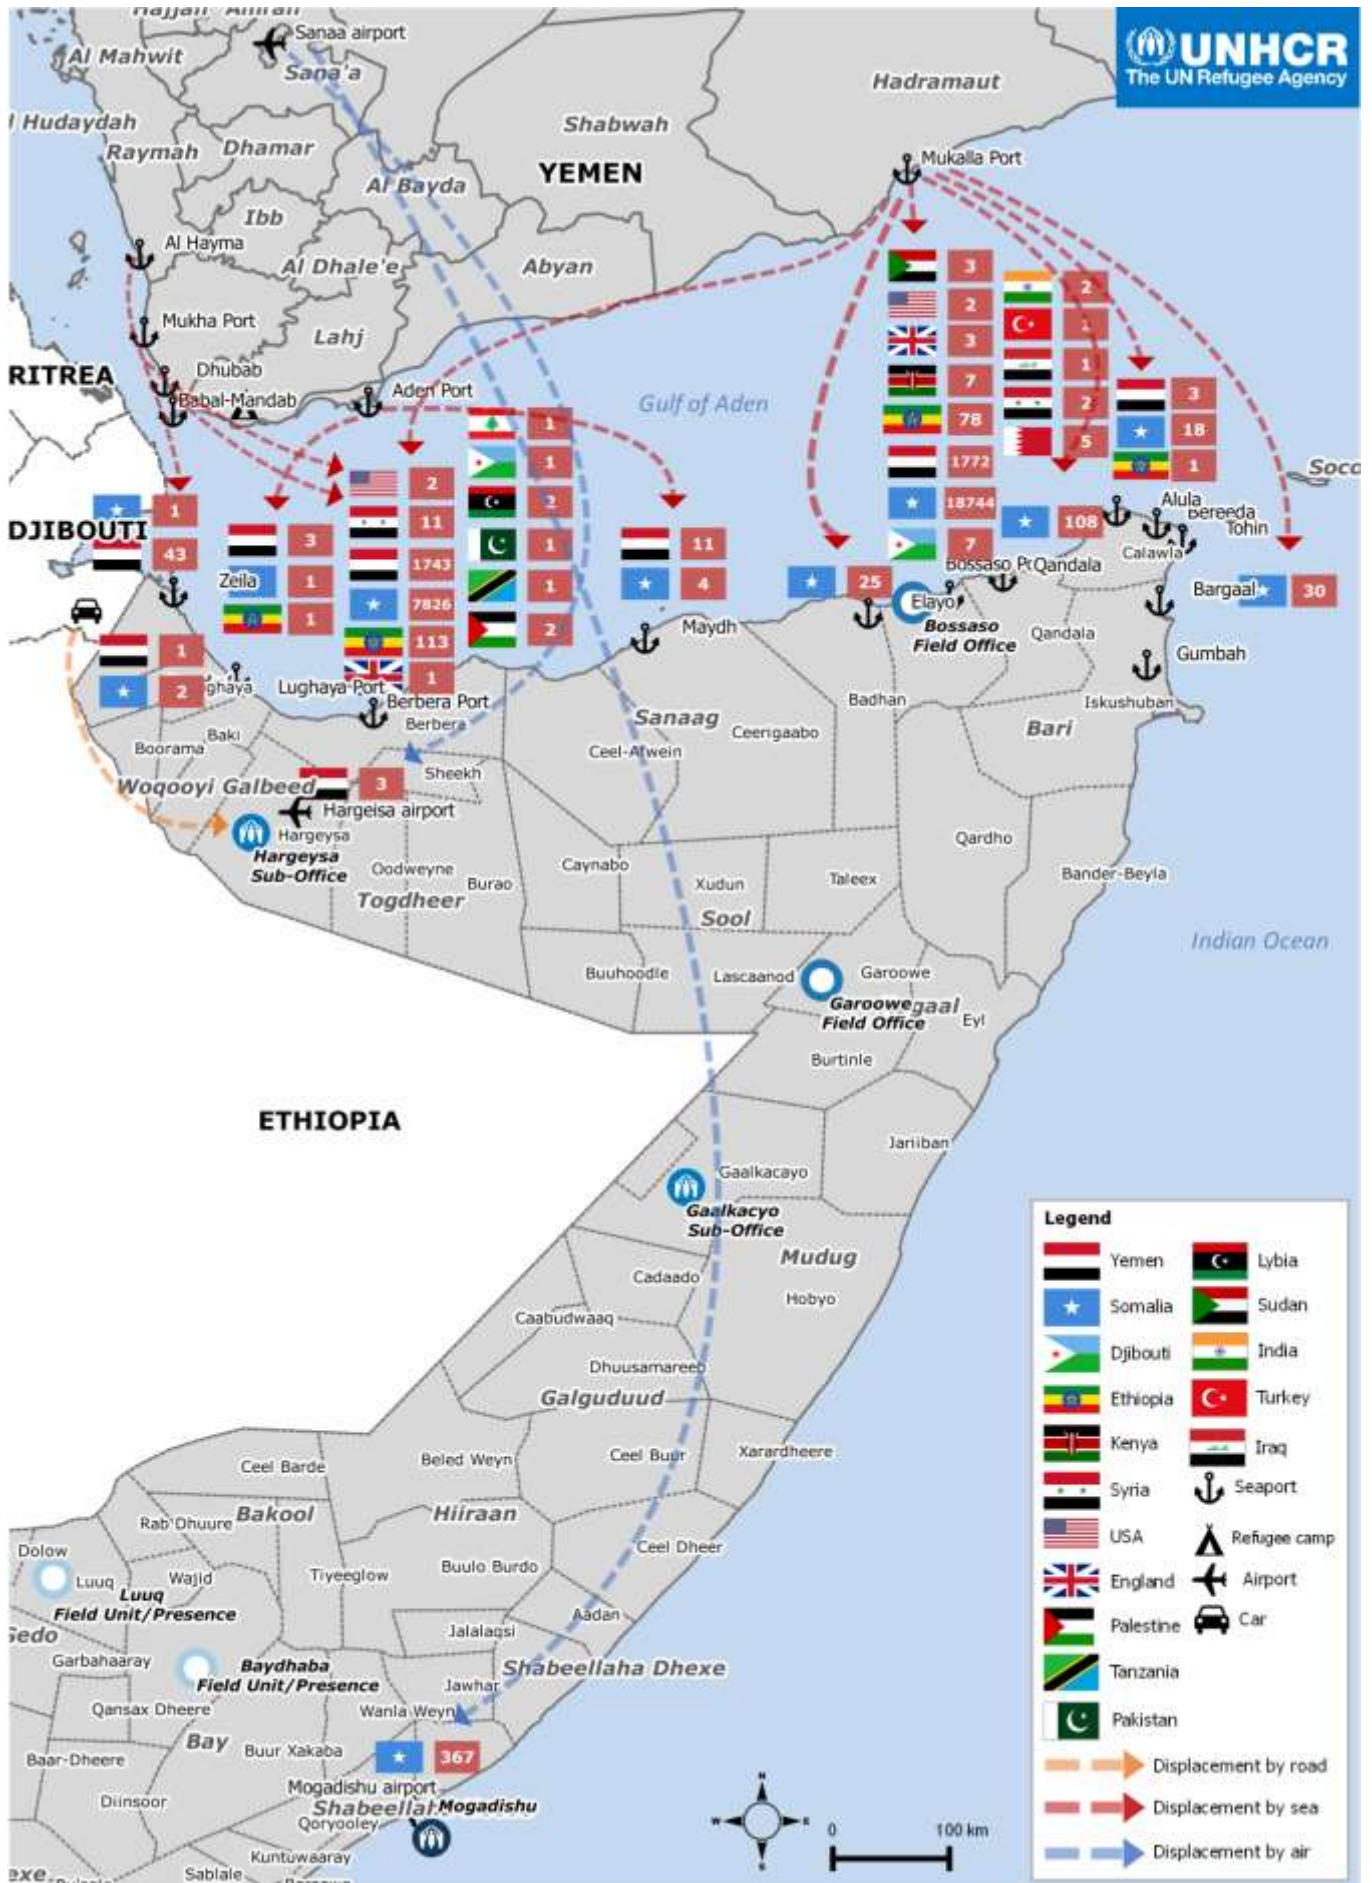 Hajjah
Amran
Sanaa airport
UNHCR
The UN Refugee Agency
Al Mahwit
Sana'a
Hadramaut
l Hudaydah
Shabwah
Raymah
Dhamar
Mukalla Port
YEMEN
Al Bayda
Ibb
Al Hayma
Al Dhale'e
Abyan
Mukha Port
Lahj
RITREA
Dhubab
Babal-Mandab
Aden Port
Gulf of Aden
3
2
3
7
78
1772
18744
7
2
1
1
2
5
3
18
1
1
1
2
1
1
2
2
11
1743
7826
113
1
Socc
1
43
DJIBOUTI
3
1
1
Zeila
11
4
25
108
Alula
Bereeda
Tohin
Calawla
Bossaso Po
Qandala
Elayo
Bossaso
Field Office
Qandala
Bargaal
30
Maydh
Gumbah
1
2
ghaya
Lughaya Port
Berbera Port
Berbera
Badhan
Iskushuban
Sanaag
Ceerigaabo
Bari
Baki
Boorama
Ceel-Afwein
Sheekh
Woqooyi Galbeed
3
Hargeisa airport
Hargeysa
Hargeysa
Sub-Office
Qardho
Oodweyne
Caynabo
Burao
Xudun
Taleex
Bander-Beyla
Togdheer
Sool
Indian Ocean
Buuhoodle
Lascaanod
Garoowe
Garoowe
Field Office
gaal
Eyl
Burtinle
ETHIOPIA
Jariiban
Gaalkacayo
Gaalkacyo
Sub-Office
Mudug
Cadaado
Hobyo
Caabudwaaq
Dhuusamareeb
Galguduud
Ceel Barde
Beled Weyn
Ceel Buur
Xarardheere
Bakool
Hiiraan
Rab Dhuure
Dolow
Ceel Dheer
Luuq
Luuq
Field Unit/Presence
Wajid
Tiyeeglow
Buulo Burdo
Gedo
Aadan
Jalalaqsi
Garbahaaray
Baydhaba
Field Unit/Presence
Shabeellaha Dhexe
Jawhar
Qansax Dheere
Wanla Weyn
Bay
Buur Xakaba
Baar-Dheere
367
Mogadishu airport
Diinsoor
Mogadishu
Qoryooley
Kuntuwaaray
Sablale
exe
Legend
Yemen
Lybia
Somalia
Sudan
Djibouti
India
Ethiopia
Turkey
Kenya
Iraq
Syria
Seaport
USA
Refugee camp
England
Airport
Palestine
Car
Tanzania
Pakistan
Displacement by road
Displacement by sea
Displacement by air
N
W
E
S
0
100 km